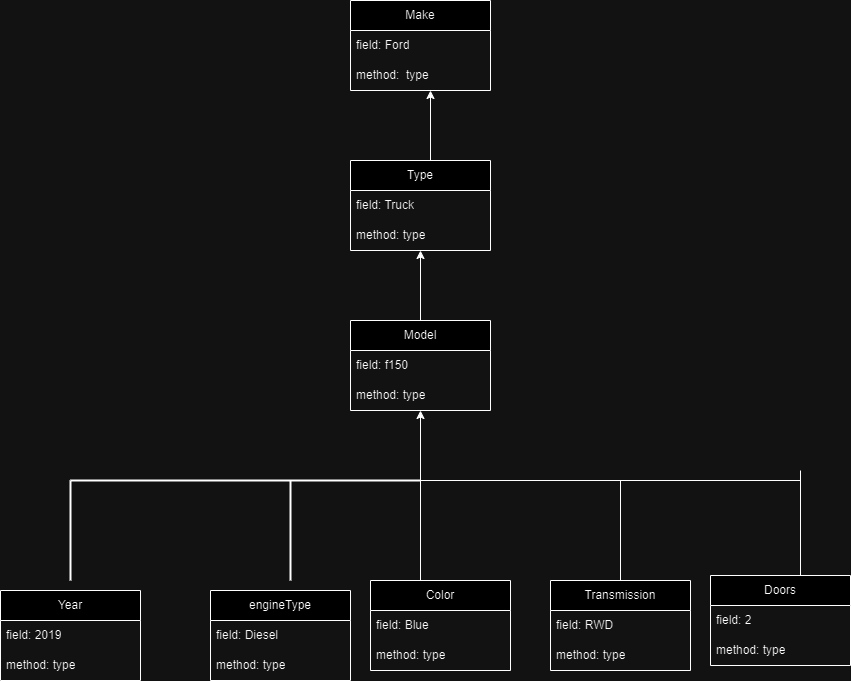 Make
field: Ford
method:  type
Type
field: Truck
method: type
Model
field: f150
method: type
Year
field: 2019
method: type
engineType
field: Diesel
method: type
Color
field: Blue
method: type
Transmission
field: RWD
method: type
Doors
field: 2
method: type